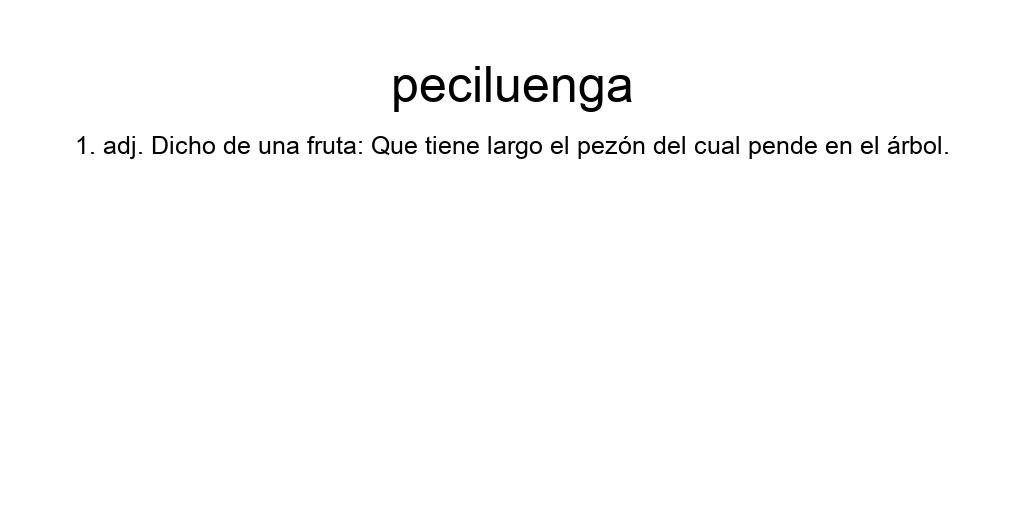 peciluenga
1. adj. Dicho de una fruta: Que tiene largo el pezón del cual pende en el árbol.